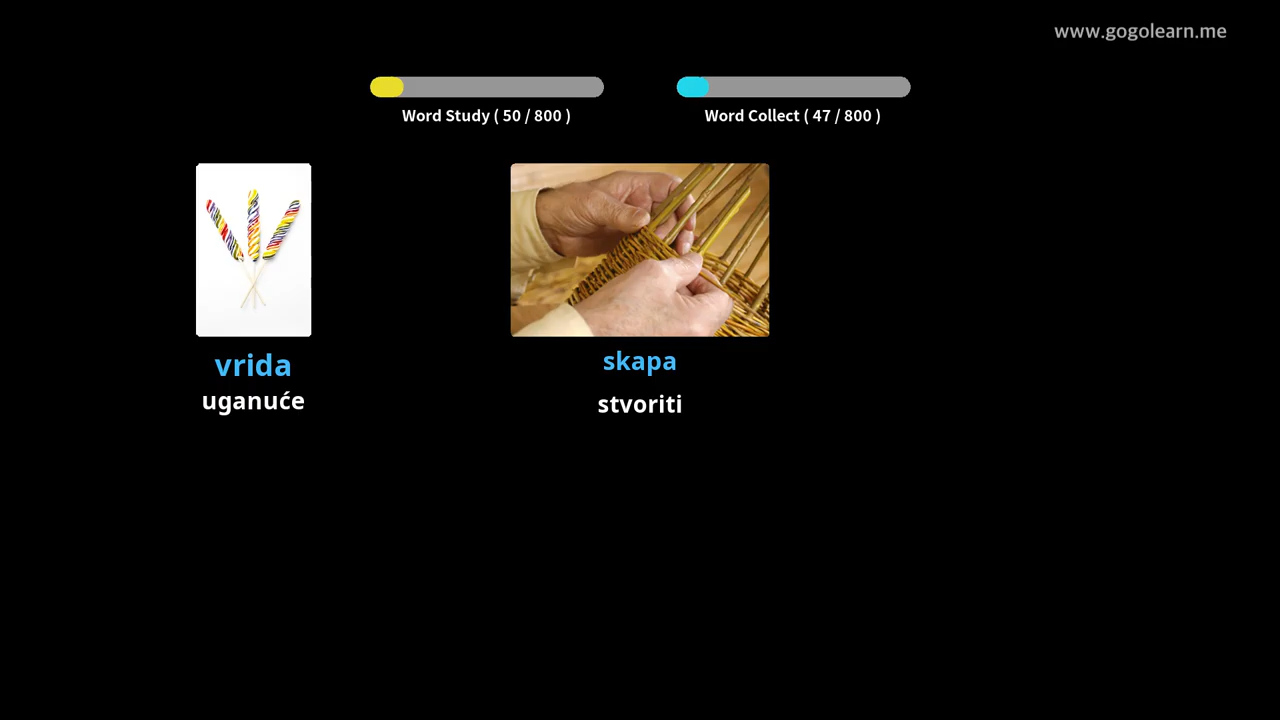 www.gogolearn.me
Word Study ( 50 / 800 )
Word Collect ( 47 / 800 )
vrida
uganuće
skapa
stvoriti